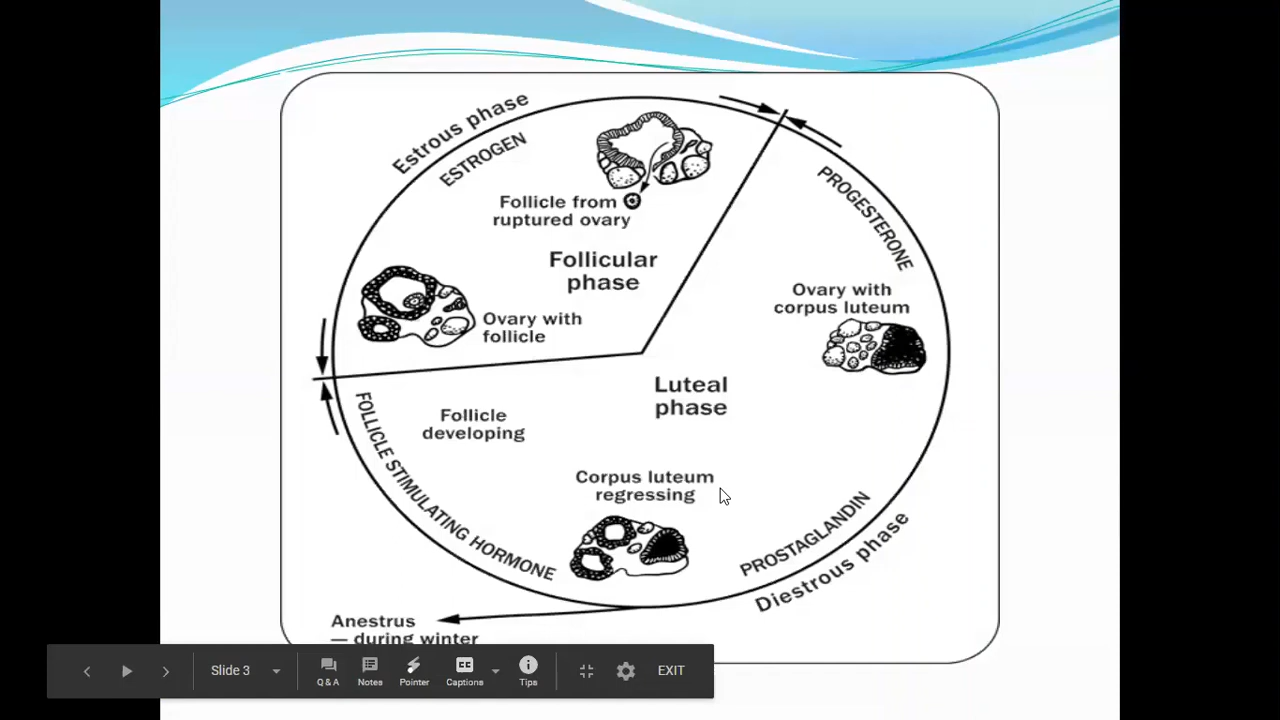 Estrous phase
ESTROGEN
Follicle from
ruptured ovary
Follicular
phase
Ovary with
follicle
PROGESTERONE
Ovary with
corpus luteum
Luteal
phase
Follicle
developing
FOLLICLE STIMULATING HORMONE
Corpus luteum
regressing
PROSTAGLANDIN
Diestrous phase
Anestrus
— during winter
Slide 3
Q&A
Notes
Pointer
CC
Captions
Tips
EXIT